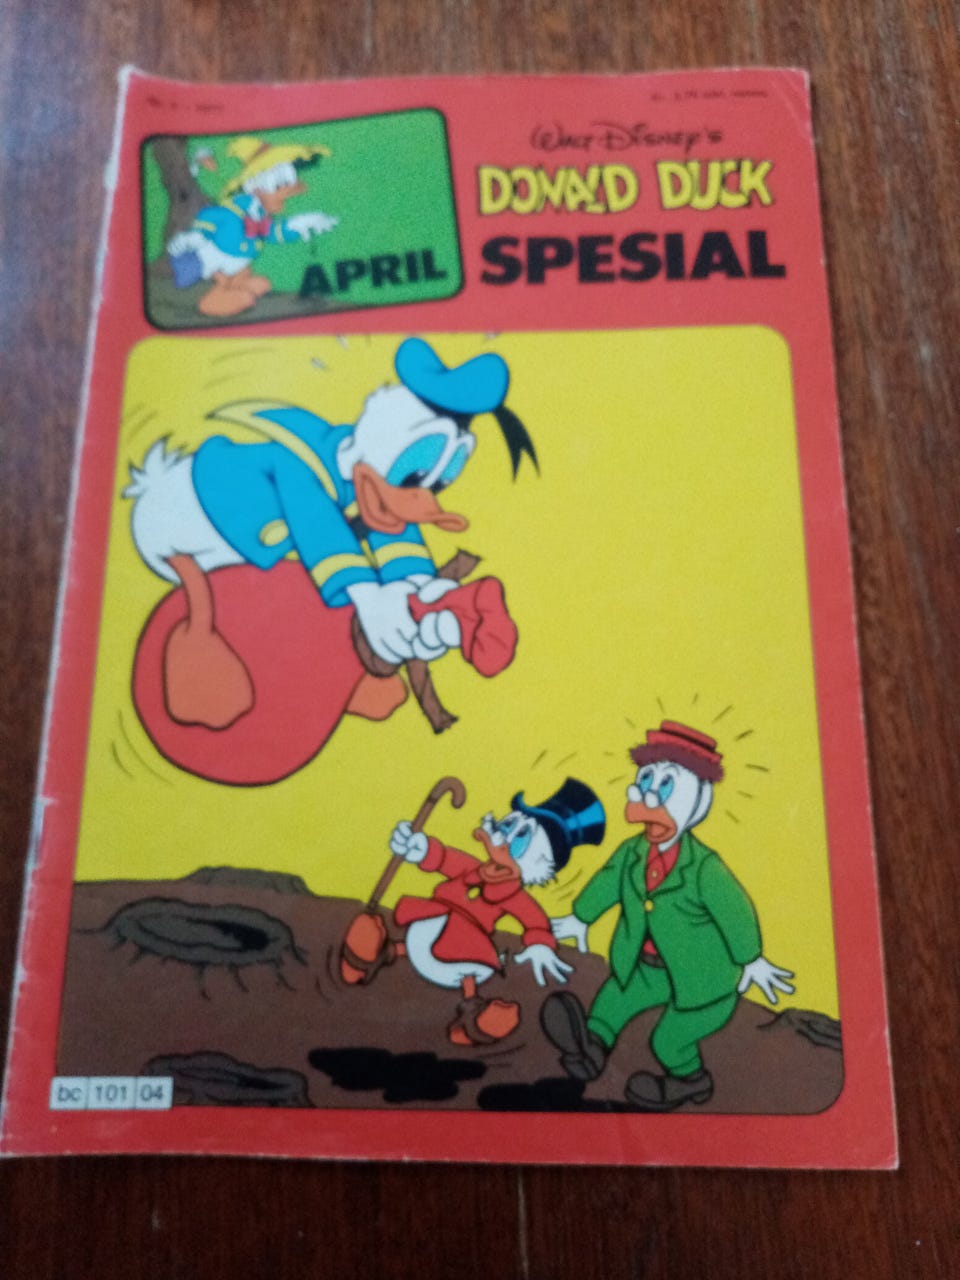 Walt Disney's
DONALD DUCK
SPESIAL
APRIL
bc 101 04